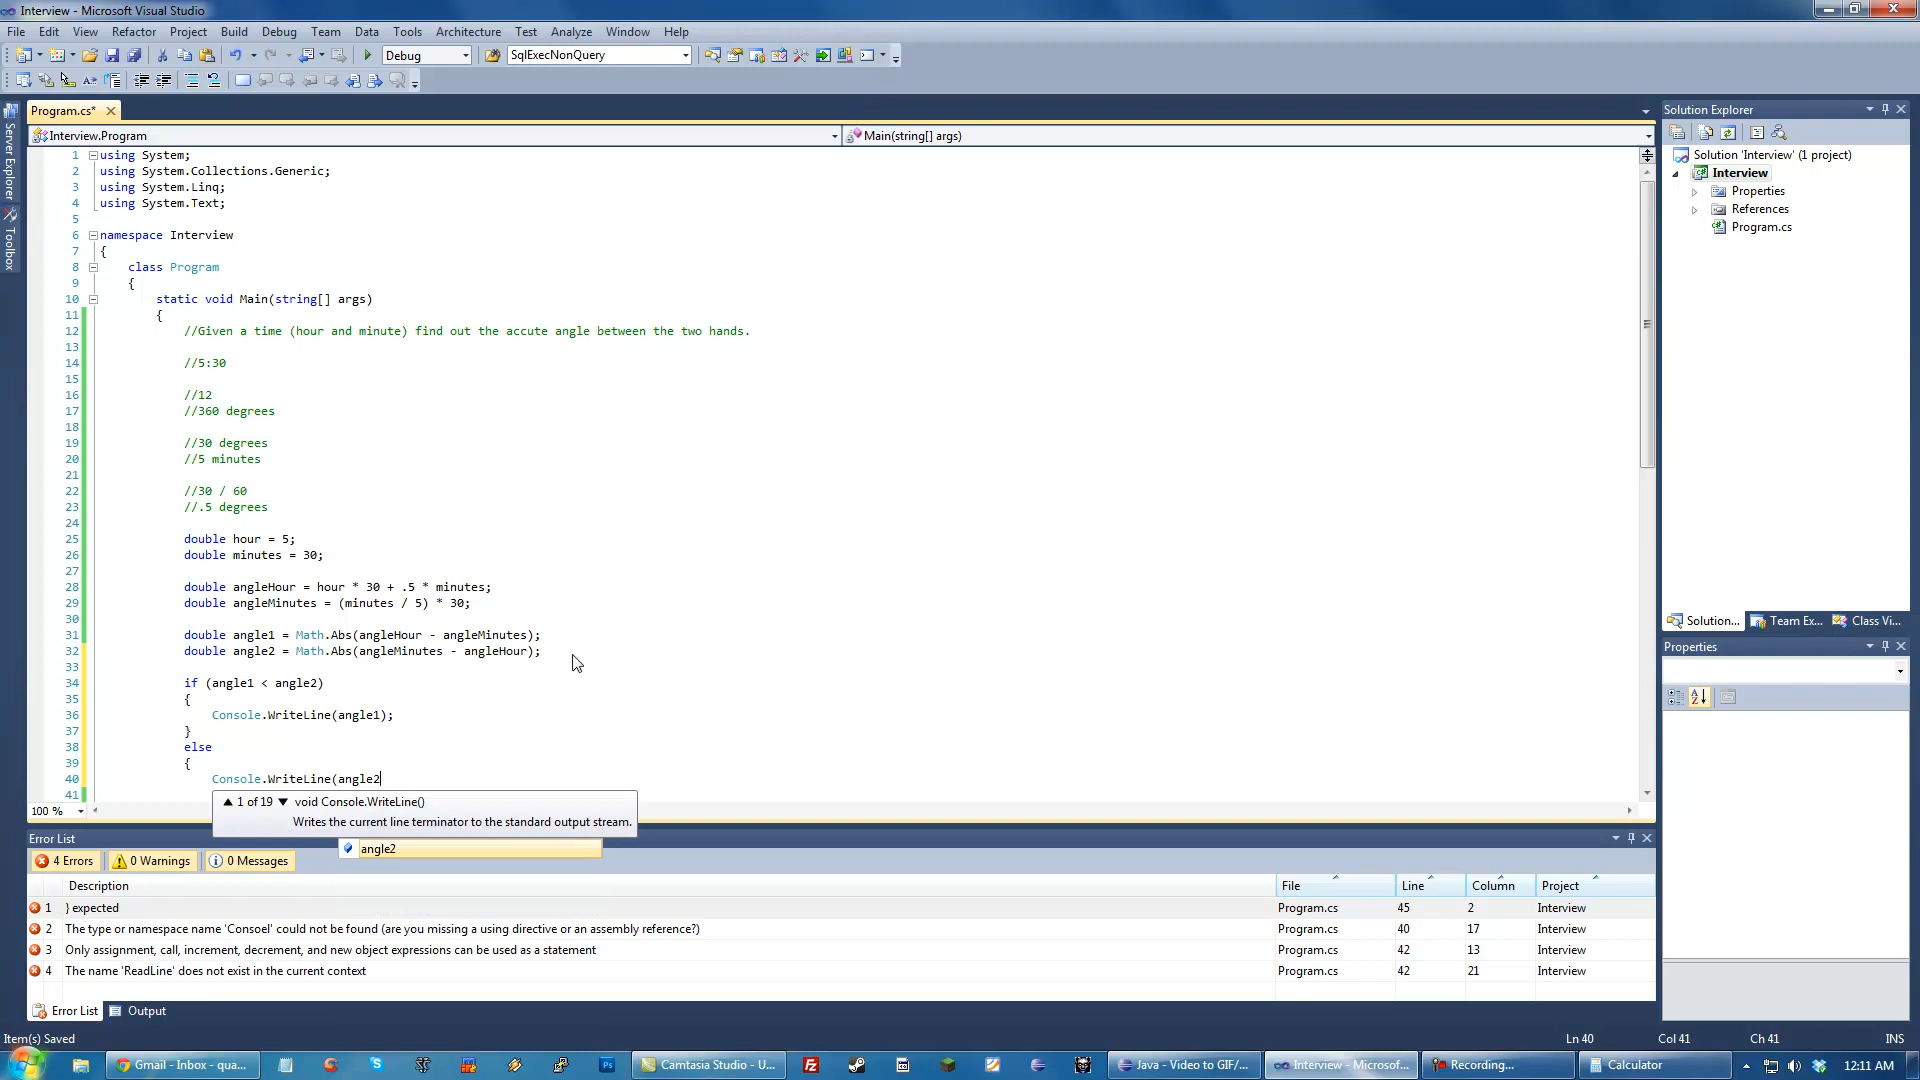 Interview - Microsoft Visual Studio
File Edit View Refactor Project Build Debug Team Data Tools Architecture Test Analyze Window Help
Debug SqlExecNonQuery
Program.cs*
Interview.Program Main(string[] args)
Server Explorer
Toolbox
1 using System;
2 using System.Collections.Generic;
3 using System.Linq;
4 using System.Text;
5
6 namespace Interview
7 {
8 class Program
9 {
10 static void Main(string[] args)
11 {
12 //Given a time (hour and minute) find out the accute angle between the two hands.
13
14 //5:30
15
16 //12
17 //360 degrees
18
19 //30 degrees
20 //5 minutes
21
22 //30 / 60
23 //.5 degrees
24
25 double hour = 5;
26 double minutes = 30;
27
28 double angleHour = hour * 30 + .5 * minutes;
29 double angleMinutes = (minutes / 5) * 30;
30
31 double angle1 = Math.Abs(angleHour - angleMinutes);
32 double angle2 = Math.Abs(angleMinutes - angleHour);
33
34 if (angle1 < angle2)
35 {
36 Console.WriteLine(angle1);
37 }
38 else
39 {
40 Console.WriteLine(angle2
41
1 of 19 void Console.WriteLine()
Writes the current line terminator to the standard output stream.
angle2
100 %
Solution Explorer
Solution 'Interview' (1 project)
Interview
Properties
References
Program.cs
Solution... Team Ex... Class Vi...
Properties
Error List
4 Errors 0 Warnings 0 Messages
Description File Line Column Project
1 } expected Program.cs 45 2 Interview
2 The type or namespace name 'Consoel' could not be found (are you missing a using directive or an assembly reference?) Program.cs 40 17 Interview
3 Only assignment, call, increment, decrement, and new object expressions can be used as a statement Program.cs 42 13 Interview
4 The name 'ReadLine' does not exist in the current context Program.cs 42 21 Interview
Error List Output
Item(s) Saved Ln 40 Col 41 Ch 41 INS
Gmail - Inbox - qua... Camtasia Studio - U... Java - Video to GIF/... Interview - Microsof... Recording... Calculator 12:11 AM